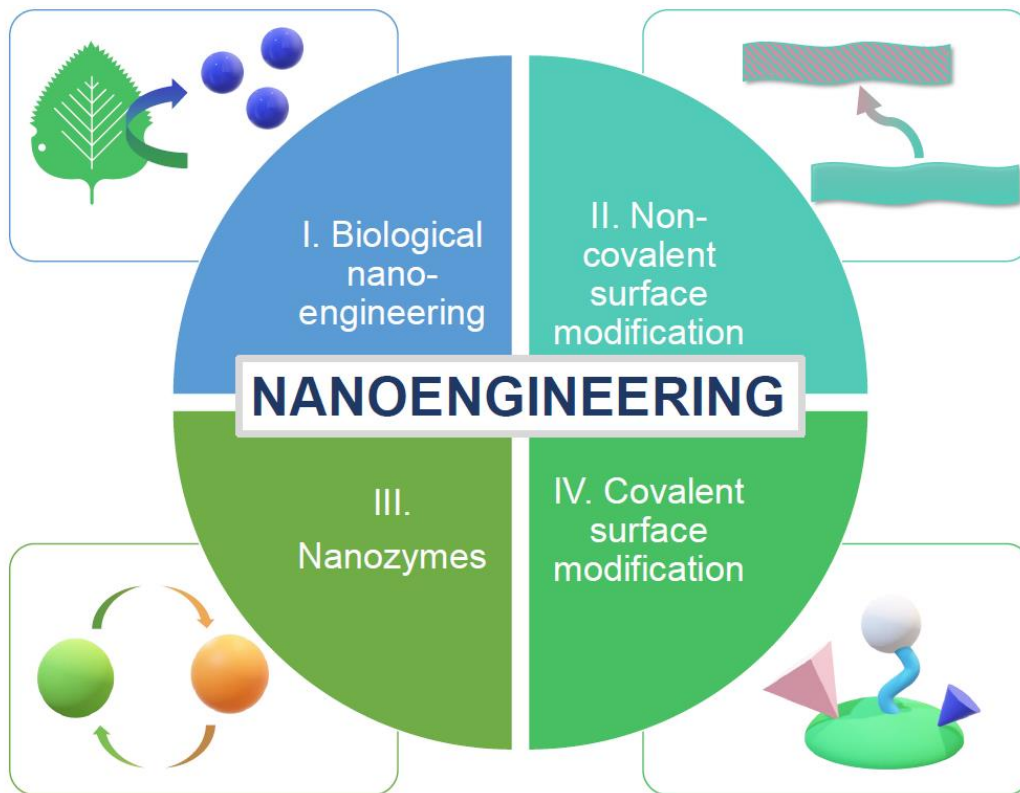 I. Biological
nano-
engineering
II. Non-
covalent
surface
modification
NANOENGINEERING
III.
Nanozymes
IV. Covalent
surface
modification